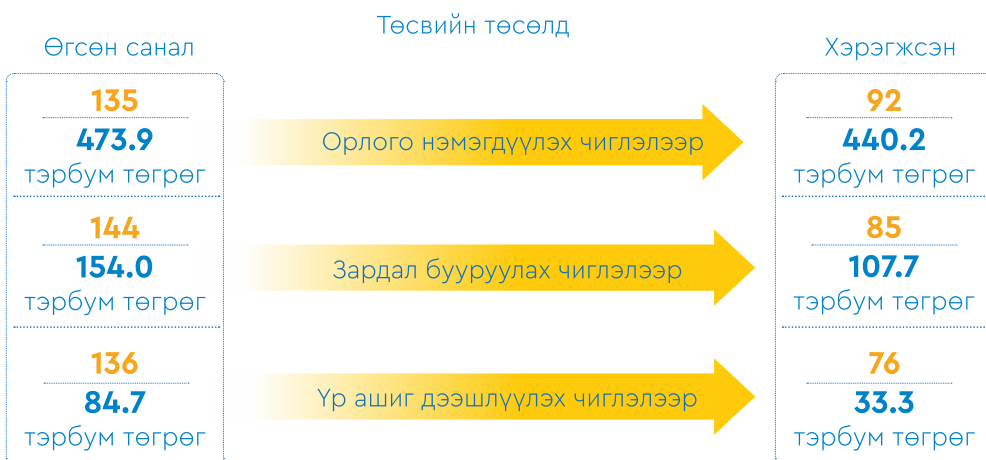 Төсвийн төсөлд
Өгсөн санал
Хэрэгжсэн
135
473.9
тэрбум төгрөг
Орлого нэмэгдүүлэх чиглэлээр
92
440.2
тэрбум төгрөг
144
154.0
тэрбум төгрөг
Зардал бууруулах чиглэлээр
85
107.7
тэрбум төгрөг
136
84.7
тэрбум төгрөг
Үр ашиг дээшлүүлэх чиглэлээр
76
33.3
тэрбум төгрөг